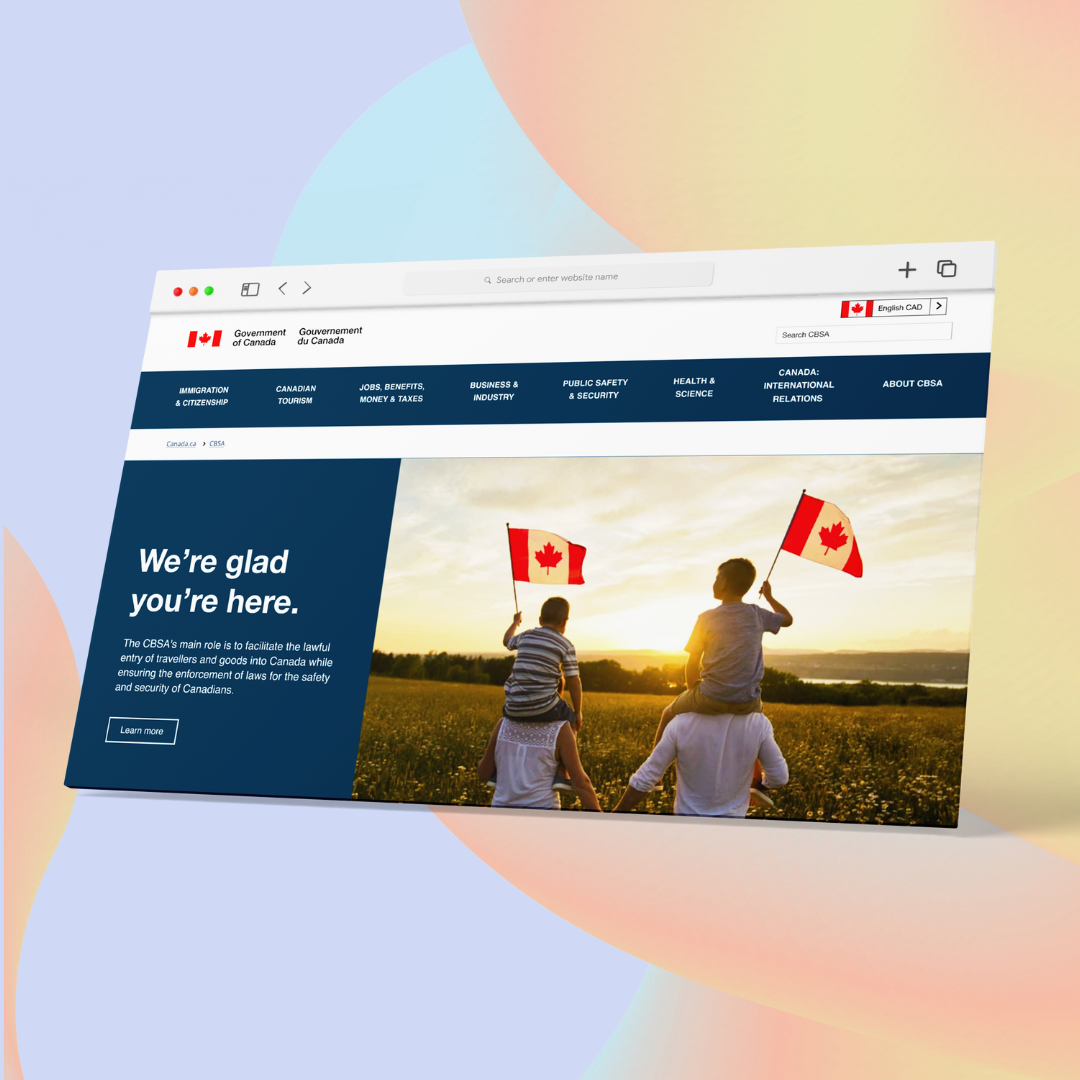 Search or enter website name
English CAD
Government
of Canada
Gouvernement
du Canada
Search CBSA
IMMIGRATION
& CITIZENSHIP
CANADIAN
TOURISM
JOBS, BENEFITS,
MONEY & TAXES
BUSINESS &
INDUSTRY
PUBLIC SAFETY
& SECURITY
HEALTH &
SCIENCE
CANADA:
INTERNATIONAL
RELATIONS
ABOUT CBSA
Canada.ca > CBSA
We're glad
you're here.
The CBSA's main role is to facilitate the lawful
entry of travellers and goods into Canada while
ensuring the enforcement of laws for the safety
and security of Canadians.
Learn more